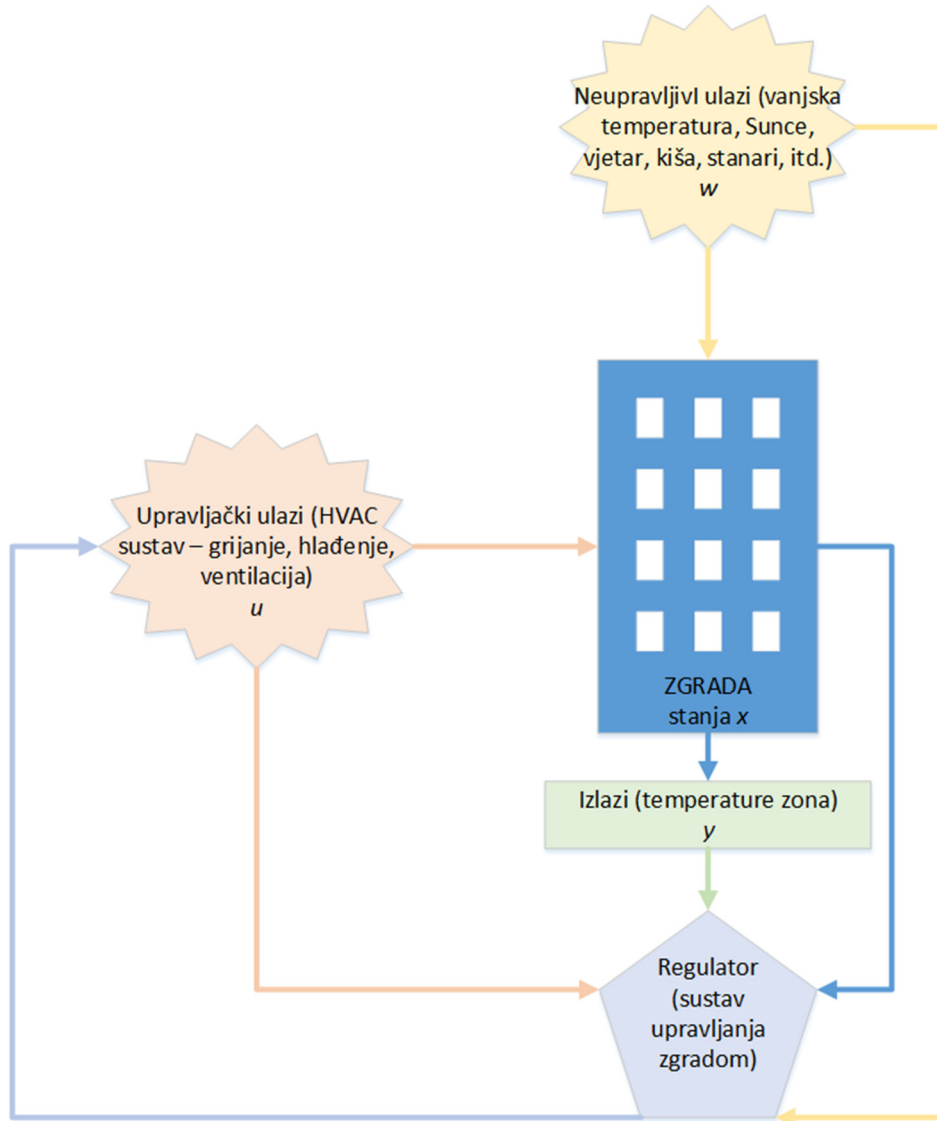 NeupravljivI ulazi (vanjska
temperatura, Sunce,
vjetar, kiša, stanari, itd.)
w
Upravljački ulazi (HVAC
sustav – grijanje, hlađenje,
ventilacija)
u
ZGRADA
stanja x
Izlazi (temperature zona)
y
Regulator
(sustav
upravljanja
zgradom)